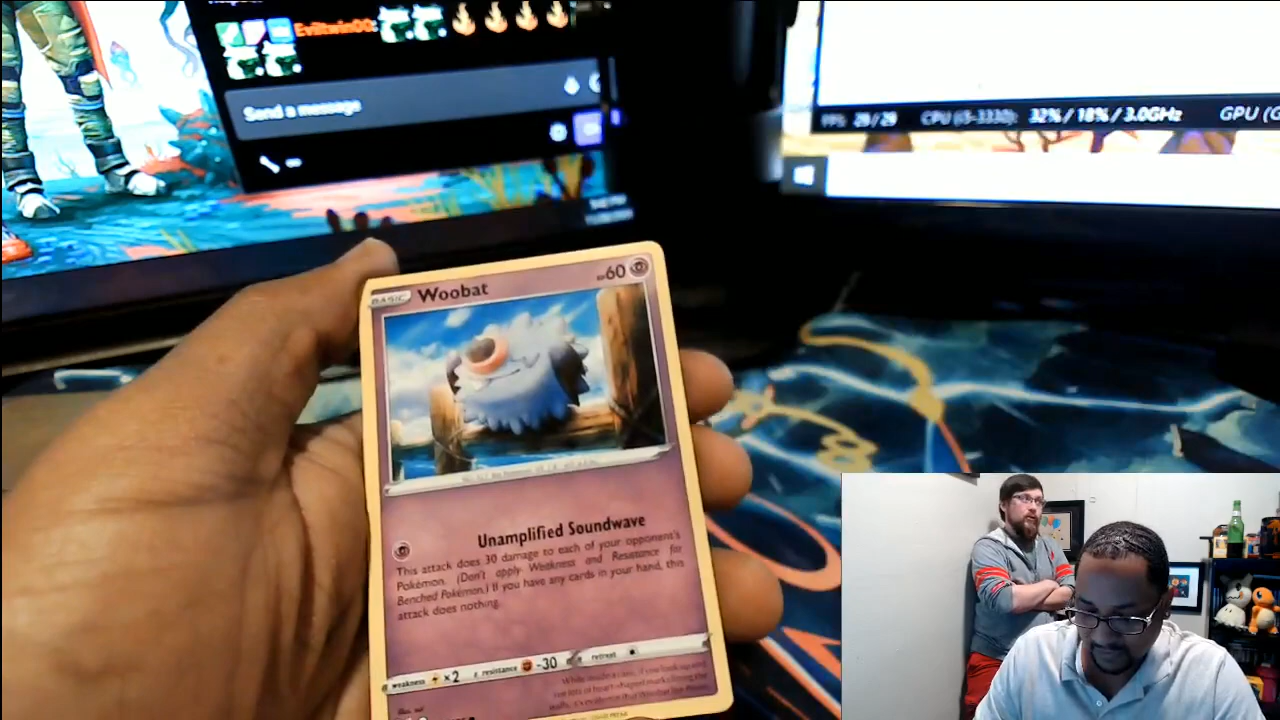 Eviltwin00:
Send a message
29 / 29 CPU (i5-3330): 32% / 18% / 3.0GHz GPU (G
BASIC Woobat 60
Unamplified Soundwave
This attack does 30 damage to each of your opponent's
Pokémon. (Don't apply Weakness and Resistance for
Benched Pokémon.) If you have any cards in your hand, this
attack does nothing.
weakness ×2 resistance -30 retreat